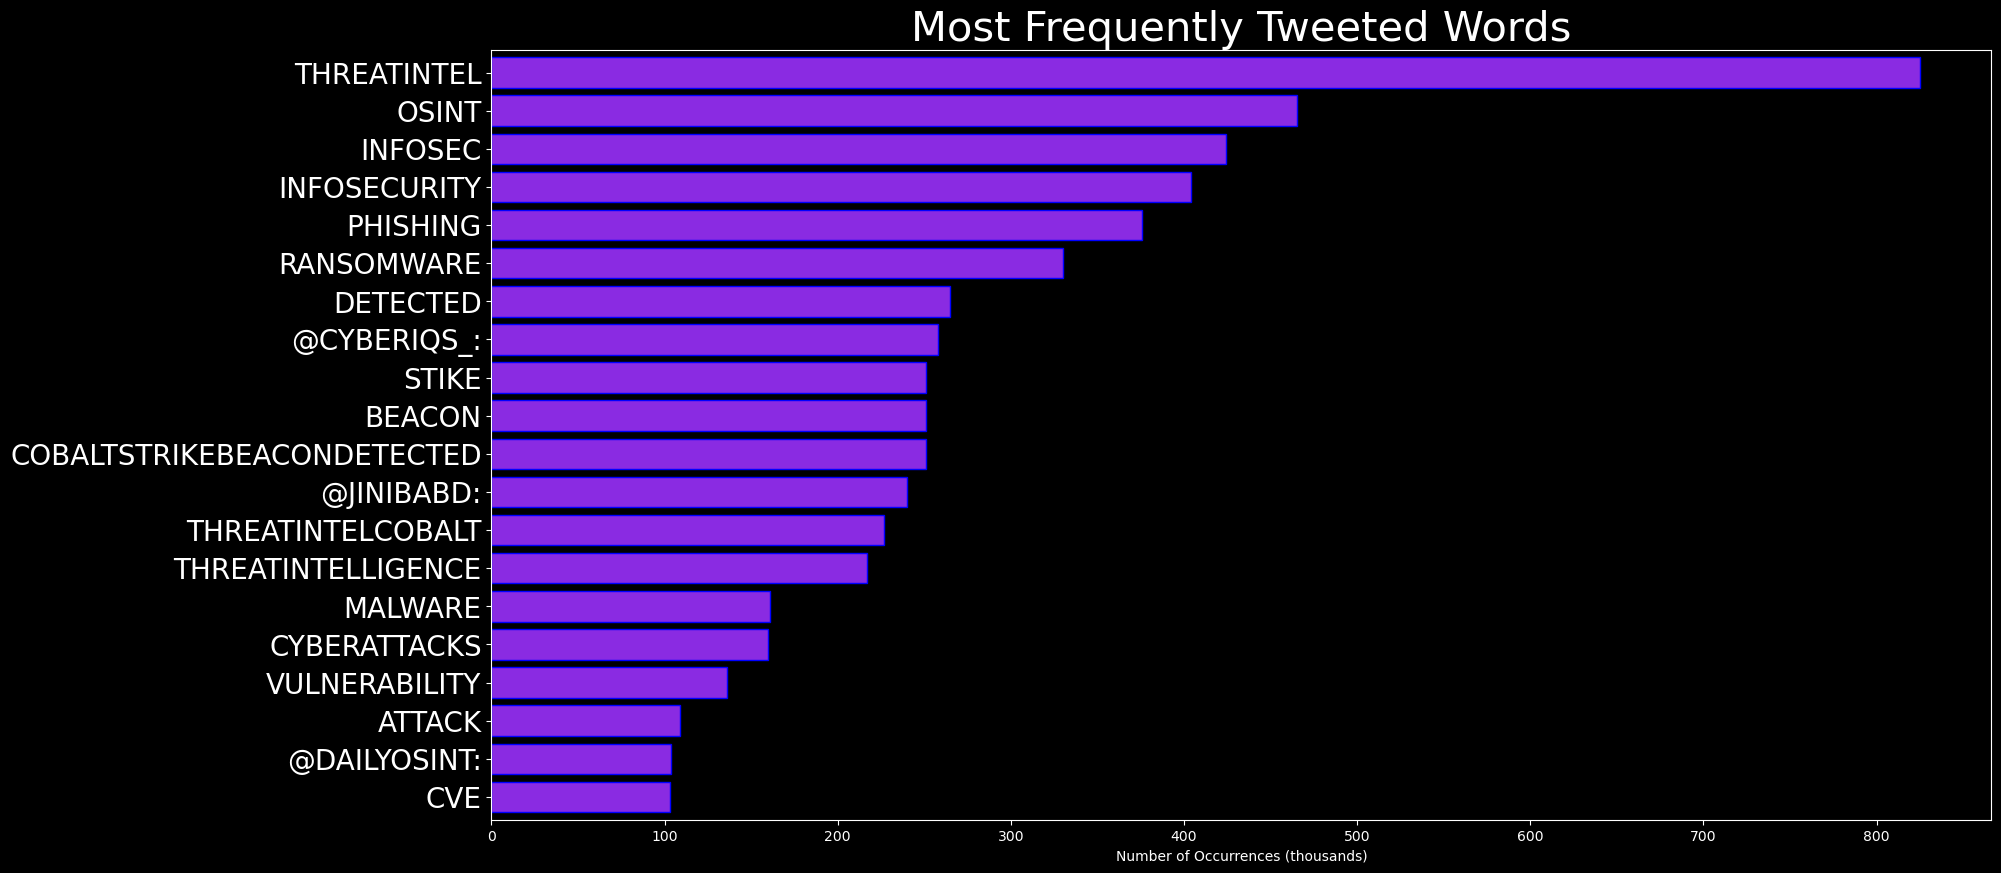 Most Frequently Tweeted Words
THREATINTEL
OSINT
INFOSEC
INFOSECURITY
PHISHING
RANSOMWARE
DETECTED
@CYBERIQS_:
STIKE
BEACON
COBALTSTRIKEBEACONDETECTED
@JINIBABD:
THREATINTELCOBALT
THREATINTELLIGENCE
MALWARE
CYBERATTACKS
VULNERABILITY
ATTACK
@DAILYOSINT:
CVE
0 100 200 300 400 500 600 700 800
Number of Occurrences (thousands)